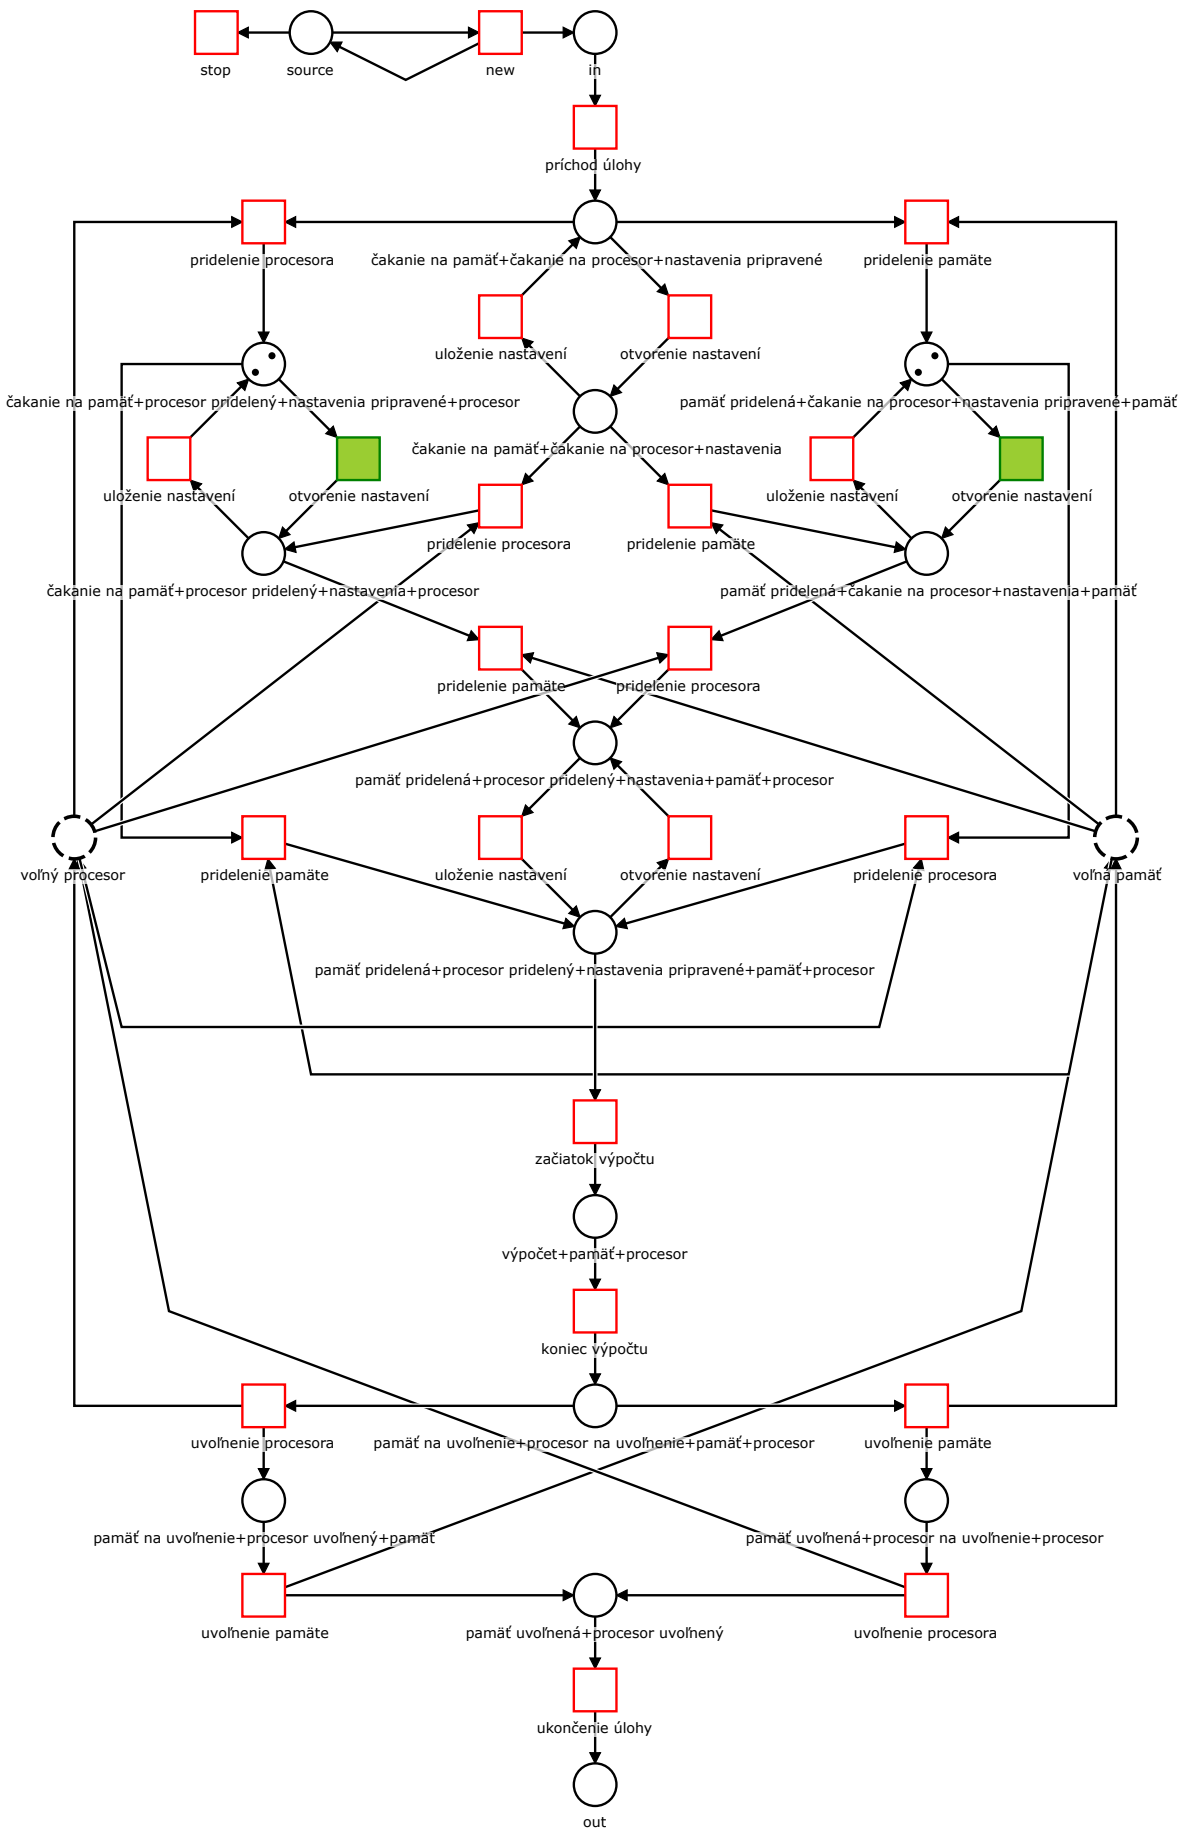 stop
source
new
in
príchod úlohy
pridelenie procesora
čakanie na pamäť+čakanie na procesor+nastavenia pripravené
pridelenie pamäte
uloženie nastavení
otvorenie nastavení
čakanie na pamäť+procesor pridelený+nastavenia pripravené+procesor
pamäť pridelená+čakanie na procesor+nastavenia pripravené+pamäť
čakanie na pamäť+čakanie na procesor+nastavenia
uloženie nastavení
otvorenie nastavení
uloženie nastavení
otvorenie nastavení
pridelenie procesora
pridelenie pamäte
čakanie na pamäť+procesor pridelený+nastavenia+procesor
pamäť pridelená+čakanie na procesor+nastavenia+pamäť
pridelenie pamäte
pridelenie procesora
pamäť pridelená+procesor pridelený+nastavenia+pamäť+procesor
voľný procesor
pridelenie pamäte
uloženie nastavení
otvorenie nastavení
pridelenie procesora
voľná pamäť
pamäť pridelená+procesor pridelený+nastavenia pripravené+pamäť+procesor
začiatok výpočtu
výpočet+pamäť+procesor
koniec výpočtu
uvoľnenie procesora
pamäť na uvoľnenie+procesor na uvoľnenie+pamäť+procesor
uvoľnenie pamäte
pamäť na uvoľnenie+procesor uvoľnený+pamäť
pamäť uvoľnená+procesor na uvoľnenie+procesor
uvoľnenie pamäte
pamäť uvoľnená+procesor uvoľnený
uvoľnenie procesora
ukončenie úlohy
out